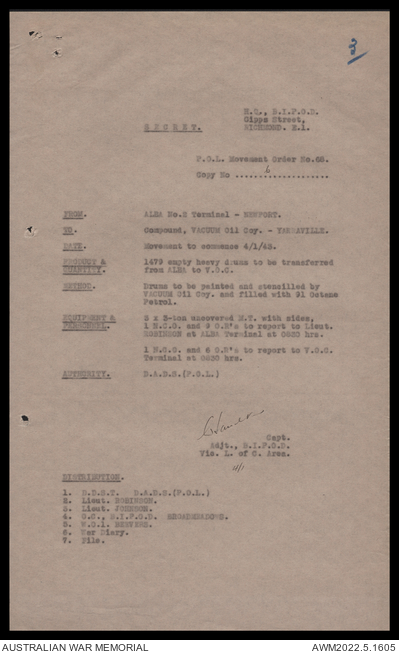 3
H.Q., B.I.P.O.D.
Gipps Street,
RICHMOND. E.1.
S E C R E T.
P.O.L. Movement Order No.68.
Copy No ....6....
FROM. ALBA No.2 Terminal - NEWPORT.
TO. Compound, VACUUM Oil Coy. - YARRAVILLE.
DATE. Movement to commence 4/1/43.
PRODUCT & QUANTITY. 1479 empty heavy drums to be transferred
from ALBA to V.O.C.
METHOD. Drums to be painted and stencilled by
VACUUM Oil Coy. and filled with 91 Octane
Petrol.
EQUIPMENT & PERSONNEL. 3 x 3-ton uncovered M.T. with sides,
1 N.C.O. and 9 O.R's to report to Lieut.
ROBINSON at ALBA Terminal at 0830 hrs.
1 N.C.O. and 6 O.R's to report to V.O.C.
Terminal at 0830 hrs.
AUTHORITY. D.A.D.S.(P.O.L.)
Capt.
Adjt., B.I.P.O.D.
Vic. L. of C. Area.
DISTRIBUTION.
1. D.D.S.T. D.A.D.S.(P.O.L.)
2. Lieut. ROBINSON.
3. Lieut. JOHNSON.
4. O.C., B.I.P.O.D. BROADMEADOWS.
5. W.O.1.
6. War Diary.
7. File.
AUSTRALIAN WAR MEMORIAL
AWM2022.5.1605